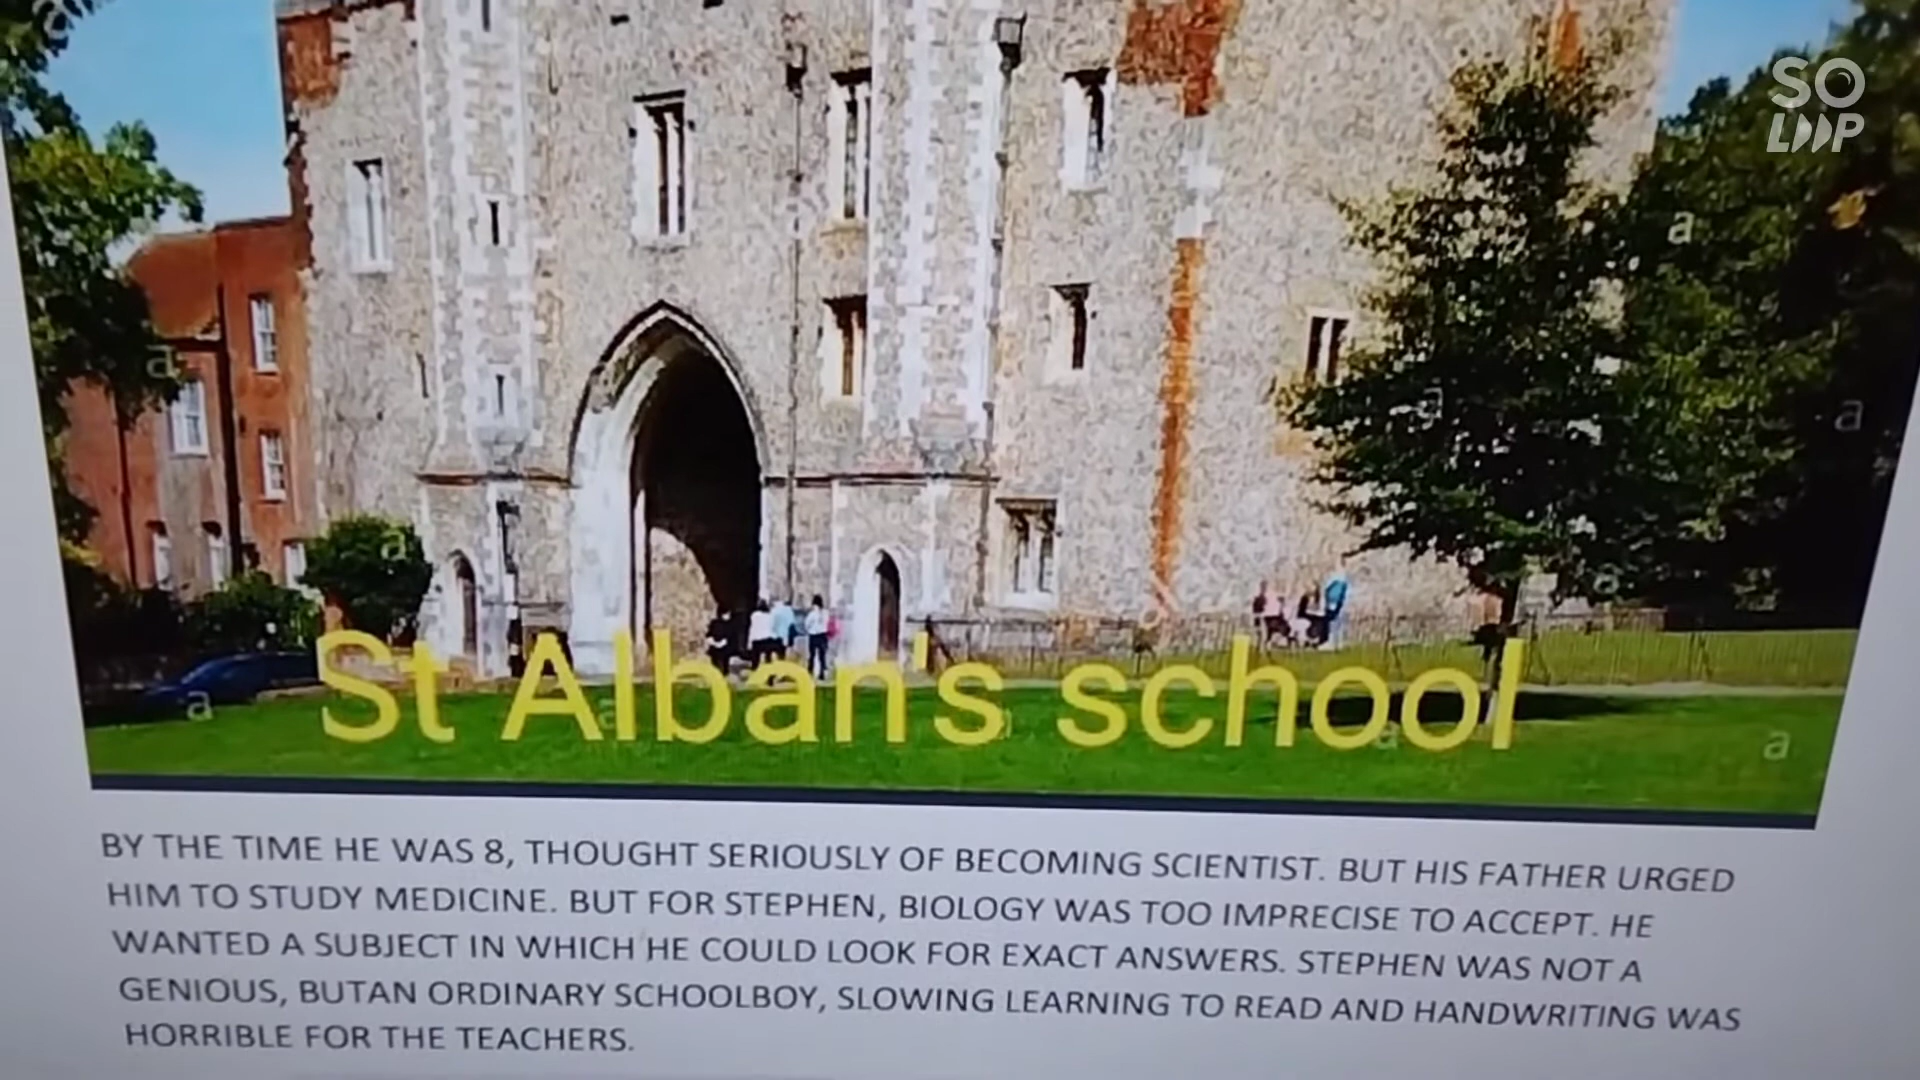 SO
LOOP
a
a
a
a
a
a
a
a
a
a
St Alban's school
BY THE TIME HE WAS 8, THOUGHT SERIOUSLY OF BECOMING SCIENTIST. BUT HIS FATHER URGED
HIM TO STUDY MEDICINE. BUT FOR STEPHEN, BIOLOGY WAS TOO IMPRECISE TO ACCEPT. HE
WANTED A SUBJECT IN WHICH HE COULD LOOK FOR EXACT ANSWERS. STEPHEN WAS NOT A
GENIOUS, BUTAN ORDINARY SCHOOLBOY, SLOWING LEARNING TO READ AND HANDWRITING WAS
HORRIBLE FOR THE TEACHERS.